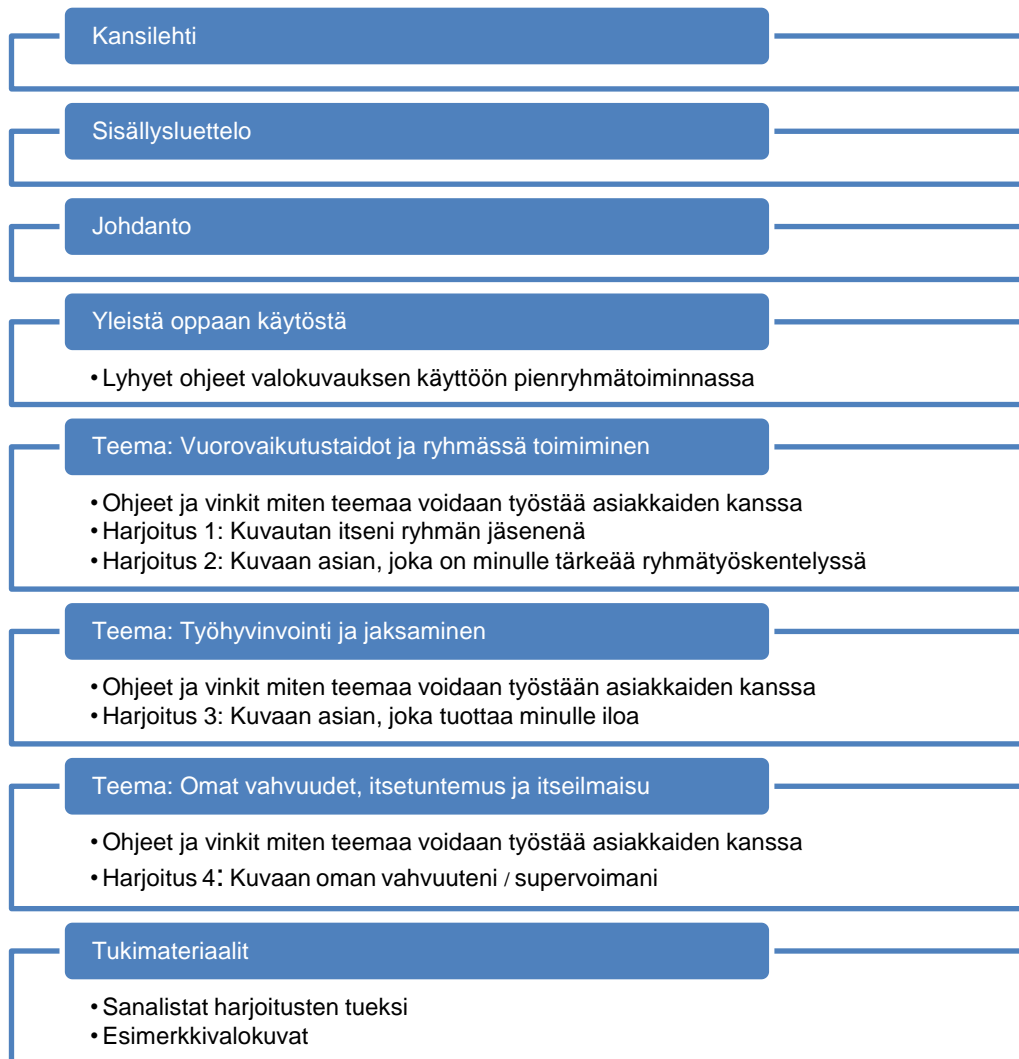 Kansilehti
Sisällysluettelo
Johdanto
Yleistä oppaan käytöstä
• Lyhyet ohjeet valokuvauksen käyttöön pienryhmätoiminnassa
Teema: Vuorovaikutustaidot ja ryhmässä toimiminen
• Ohjeet ja vinkit miten teemaa voidaan työstää asiakkaiden kanssa
• Harjoitus 1: Kuvautan itseni ryhmän jäsenenä
• Harjoitus 2: Kuvaan asian, joka on minulle tärkeää ryhmätyöskentelyssä
Teema: Työhyvinvointi ja jaksaminen
• Ohjeet ja vinkit miten teemaa voidaan työstään asiakkaiden kanssa
• Harjoitus 3: Kuvaan asian, joka tuottaa minulle iloa
Teema: Omat vahvuudet, itsetuntemus ja itseilmaisu
• Ohjeet ja vinkit miten teemaa voidaan työstää asiakkaiden kanssa
• Harjoitus 4: Kuvaan oman vahvuuteni / supervoimani
Tukimateriaalit
• Sanalistat harjoitusten tueksi
• Esimerkkivalokuvat